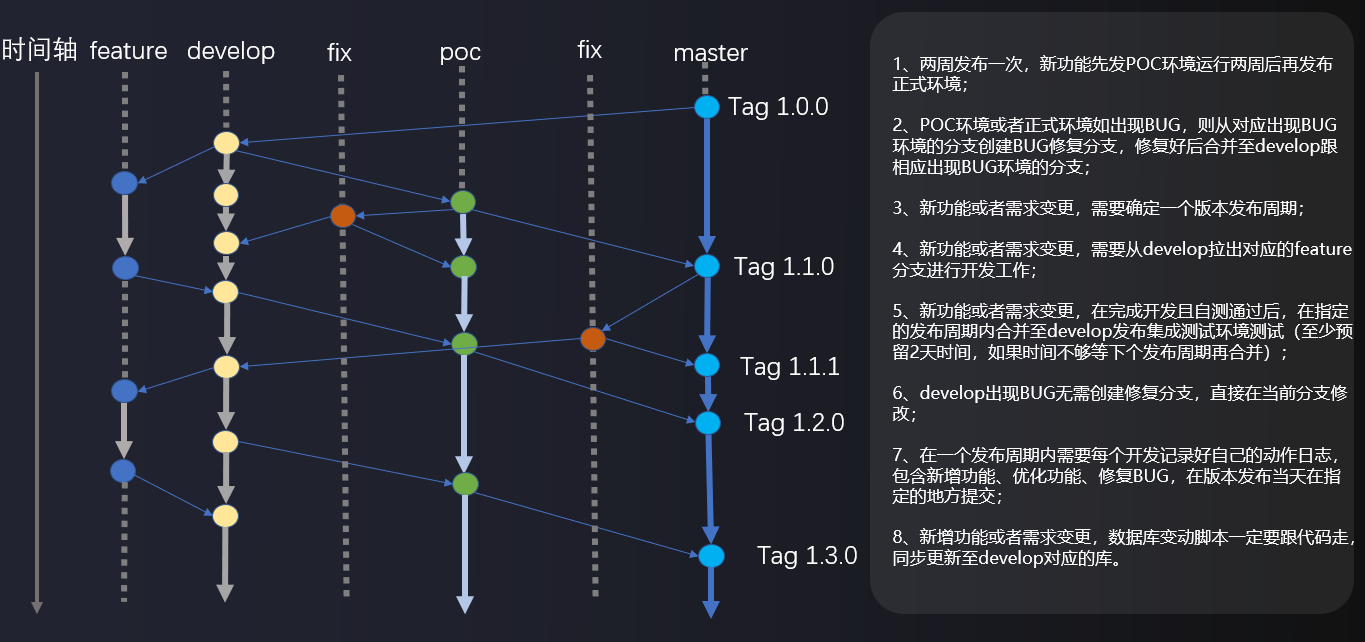 时间轴 feature develop fix poc fix master
Tag 1.0.0
Tag 1.1.0
Tag 1.1.1
Tag 1.2.0
Tag 1.3.0
1、两周发布一次，新功能先发POC环境运行两周后再发布
正式环境；
2、POC环境或者正式环境如出现BUG，则从对应出现BUG
环境的分支创建BUG修复分支，修复好后合并至develop跟
相应出现BUG环境的分支；
3、新功能或者需求变更，需要确定一个版本发布周期；
4、新功能或者需求变更，需要从develop拉出对应的feature
分支进行开发工作；
5、新功能或者需求变更，在完成开发且自测通过后，在指定
的发布周期内合并至develop发布集成测试环境测试（至少预
留2天时间，如果时间不够等下个发布周期再合并）；
6、develop出现BUG无需创建修复分支，直接在当前分支修
改；
7、在一个发布周期内需要每个开发记录好自己的动作日志，
包含新增功能、优化功能、修复BUG，在版本发布当天在指
定的地方提交；
8、新增功能或者需求变更，数据库变动脚本一定要跟代码走，
同步更新至develop对应的库。